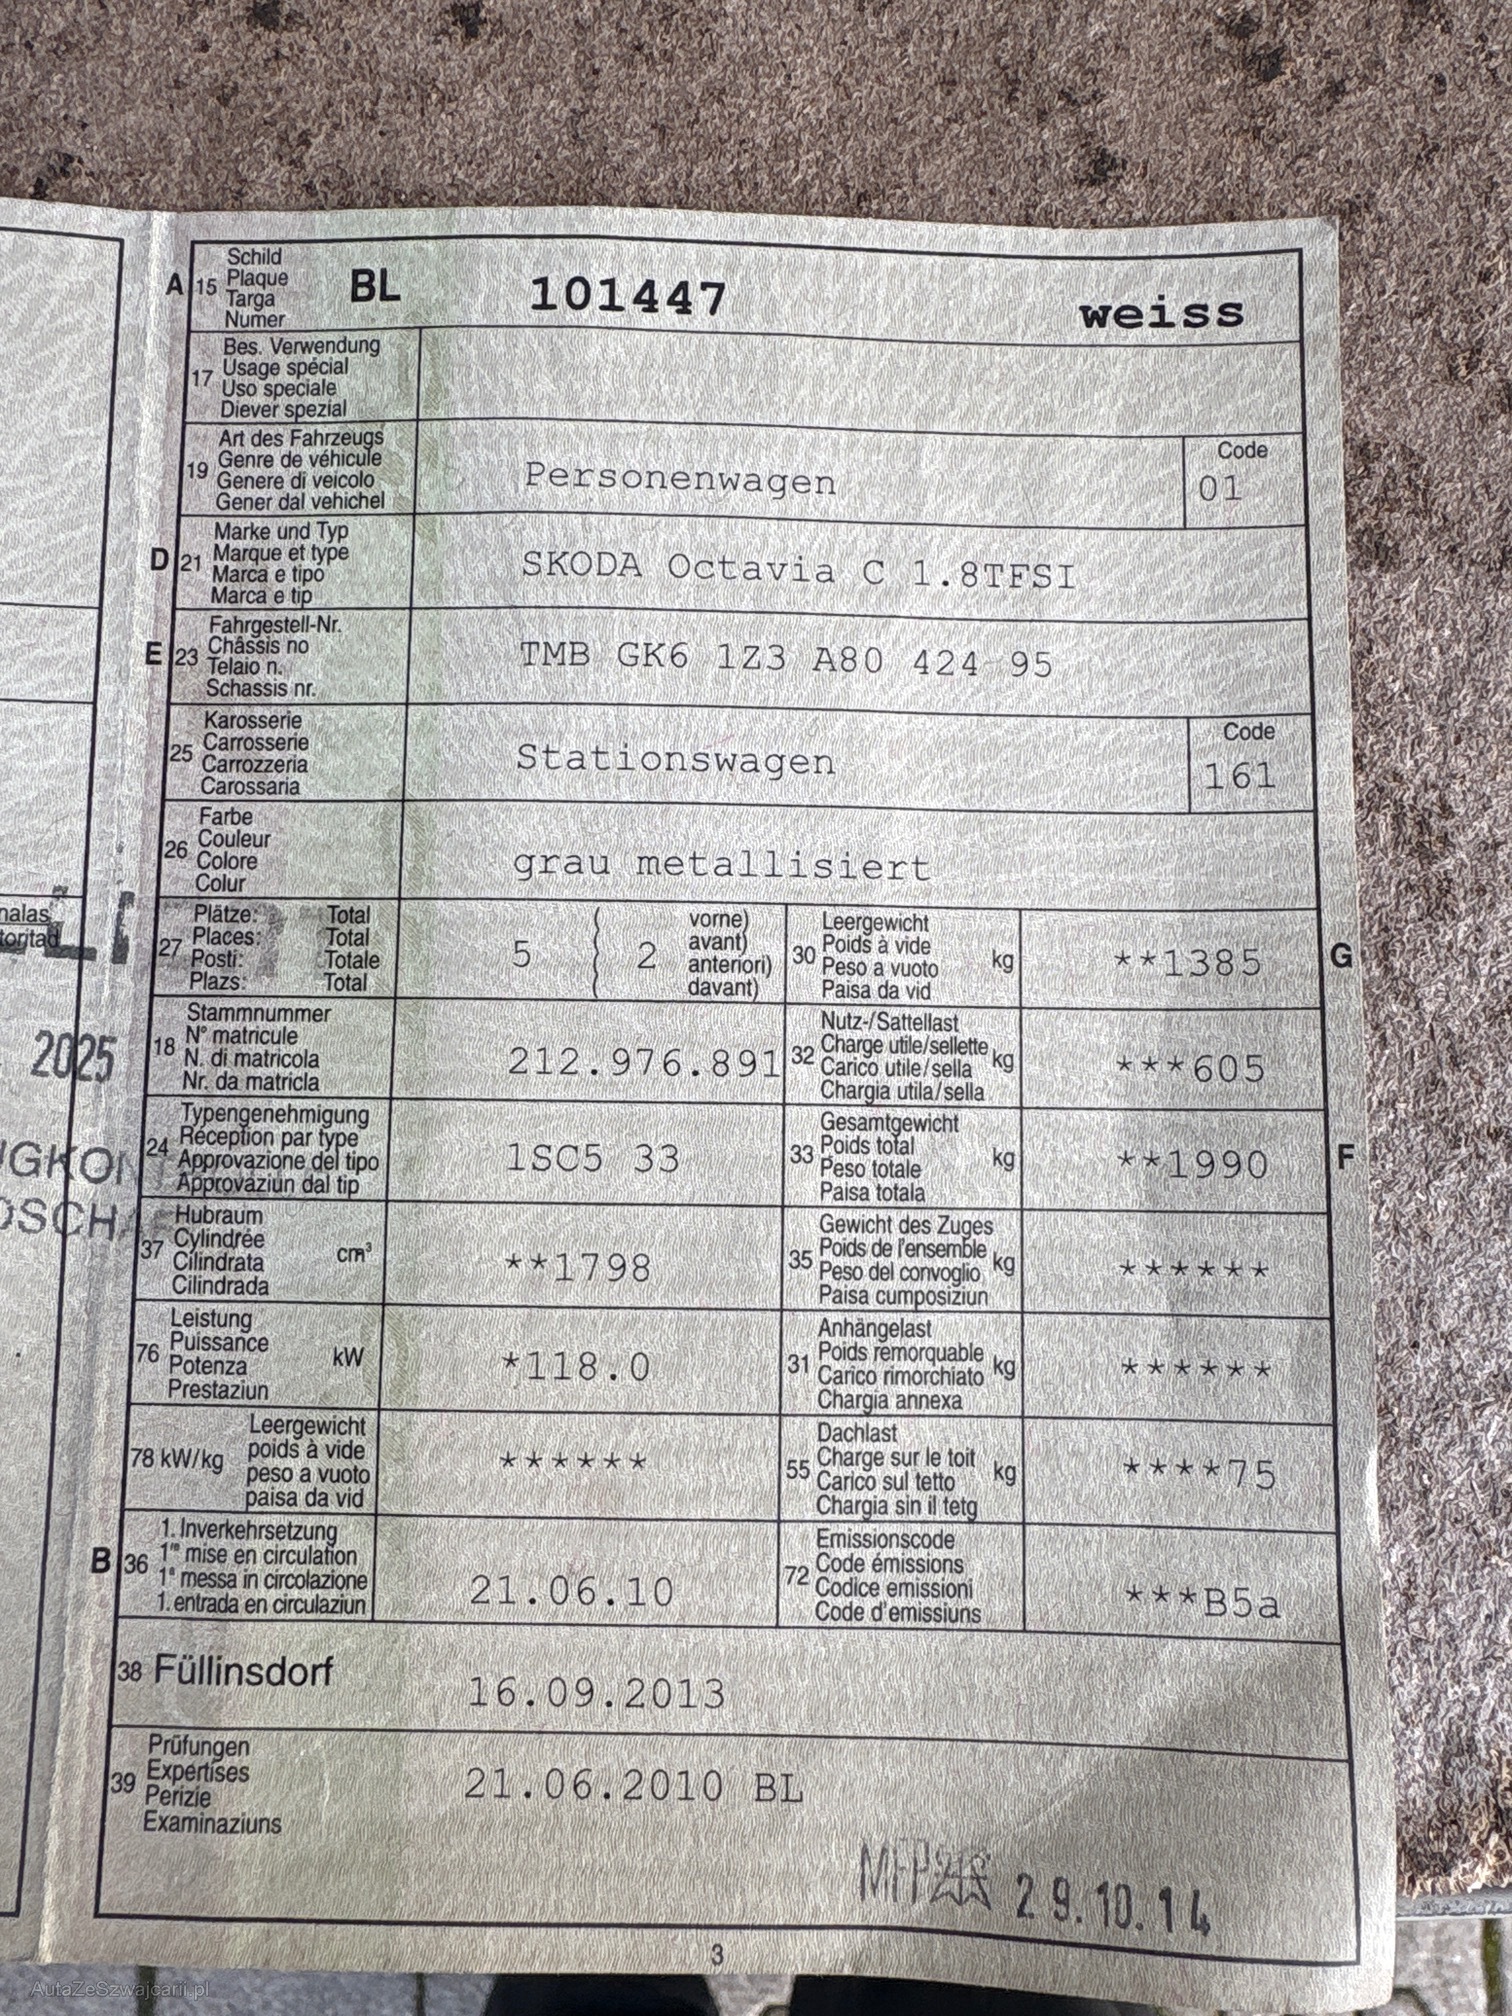 A 15 Schild Plaque Targa Numer BL 101447 weiss
17 Bes. Verwendung
Usage spécial
Uso speciale
Diever spezial
19 Art des Fahrzeugs
Genre de véhicule
Genere di veicolo
Gener dal vehichel
Personenwagen
Code
01
D 21 Marke und Typ
Marque et type
Marca e tipo
Marca e tip
SKODA Octavia C 1.8TFSI
E 23 Fahrgestell-Nr.
Châssis no
Telaio n.
Schassis nr.
TMB GK6 1Z3 A80 424 95
25 Karosserie
Carrosserie
Carrozzeria
Carossaria
Stationswagen
Code
161
26 Farbe
Couleur
Colore
Colur
grau metallisiert
27 Plätze: Total
Places: Total
Posti: Totale
Plazs: Total
5 ( 2 vorne)
avant)
anteriori)
davant)
30 Leergewicht
Poids à vide
Peso a vuoto
Paisa da vid
kg **1385 G
18 Stammnummer
N° matricule
N. di matricola
Nr. da matricla
212.976.891
32 Nutz-/Sattellast
Charge utile/sellette
Carico utile/sella
Chargia utila/sella
kg ***605
24 Typengenehmigung
Réception par type
Approvazione del tipo
Approvaziun dal tip
1SC5 33
33 Gesamtgewicht
Poids total
Peso totale
Paisa totala
kg **1990 F
37 Hubraum
Cylindrée
Cilindrata
Cilindrada
cm³ **1798
35 Gewicht des Zuges
Poids de l'ensemble
Peso del convoglio
Paisa cumposiziun
kg ******
76 Leistung
Puissance
Potenza
Prestaziun
kW *118.0
31 Anhängelast
Poids remorquable
Carico rimorchiato
Chargia annexa
kg ******
78 kW/kg Leergewicht
poids à vide
peso a vuoto
paisa da vid
******
55 Dachlast
Charge sur le toit
Carico sul tetto
Chargia sin il tetg
kg ****75
B 36 1. Inverkehrsetzung
1re mise en circulation
1a messa in circolazione
1. entrada en circulaziun
21.06.10
72 Emissionscode
Code émissions
Codice emissioni
Code d'emissiuns
***B5a
38 Füllinsdorf 16.09.2013
39 Prüfungen
Expertises
Perizie
Examinaziuns
21.06.2010 BL
MFP 29.10.14
3
nalas
toritad
2025
GKON
OSCHA
AutaZeSzwajcarii.pl